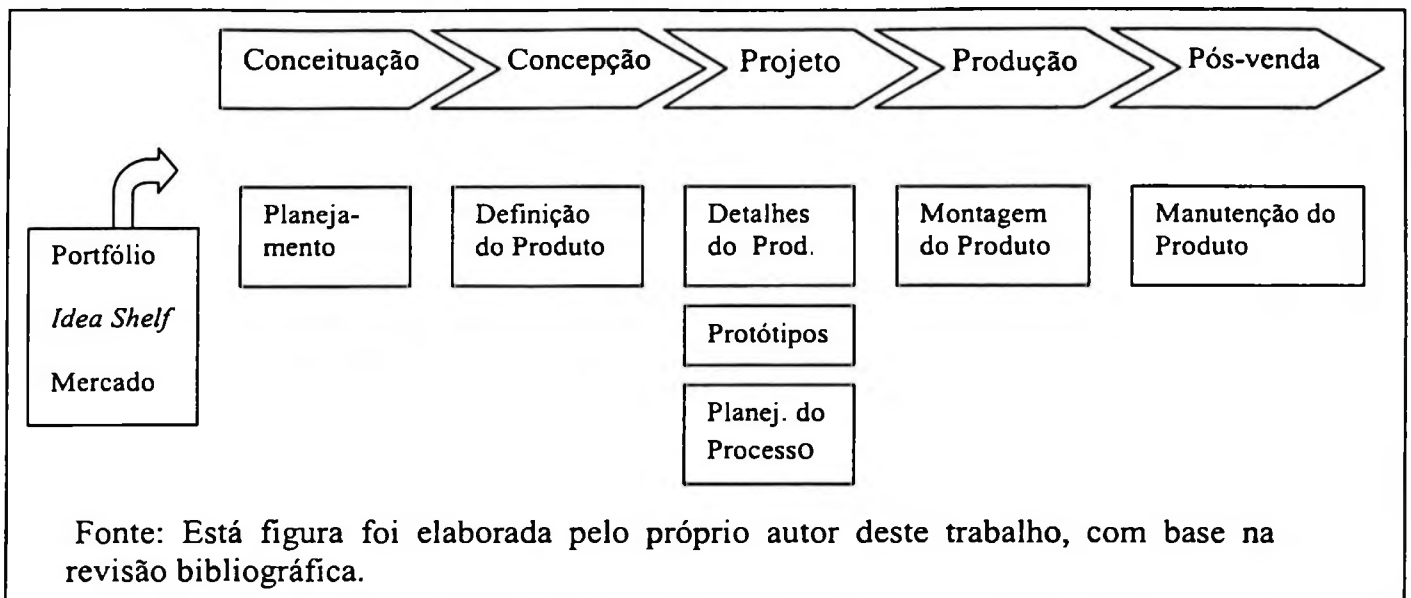 Conceituação
Concepção
Projeto
Produção
Pós-venda
Portfólio
Idea Shelf
Mercado
Planeja-
mento
Definição
do Produto
Detalhes
do Prod.
Protótipos
Planej. do
Processo
Montagem
do Produto
Manutenção do
Produto
Fonte: Está figura foi elaborada pelo próprio autor deste trabalho, com base na
revisão bibliográfica.